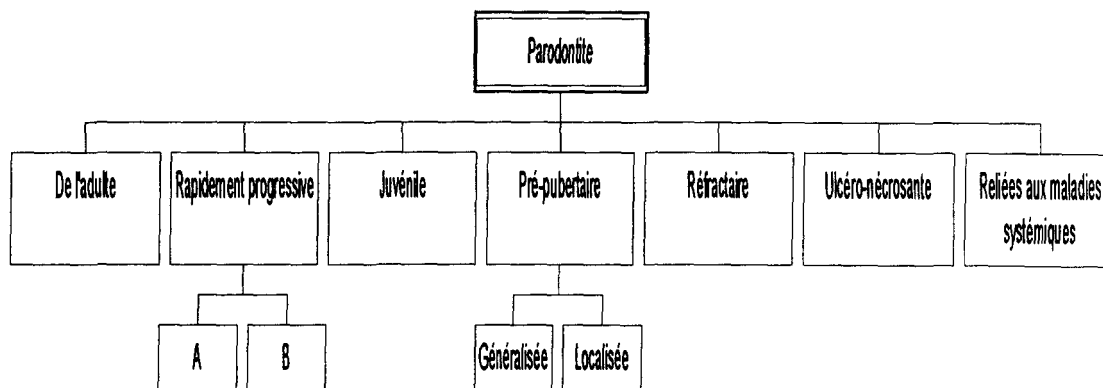 Parodontite
De l'adulte
Rapidement progressive
Juvénile
Pré-pubertaire
Réfractaire
Ulcéro-nécrosante
Reliées aux maladies
systémiques
A
B
Généralisée
Localisée